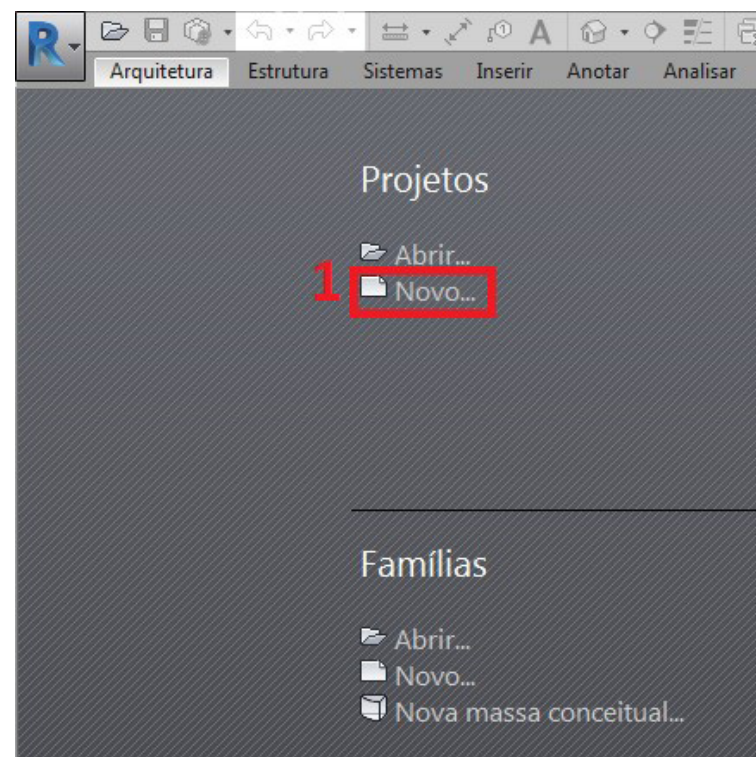 R
A
Arquitetura Estrutura Sistemas Inserir Anotar Analisar
Projetos
Abrir...
1 Novo...
Famílias
Abrir...
Novo...
Nova massa conceitual...